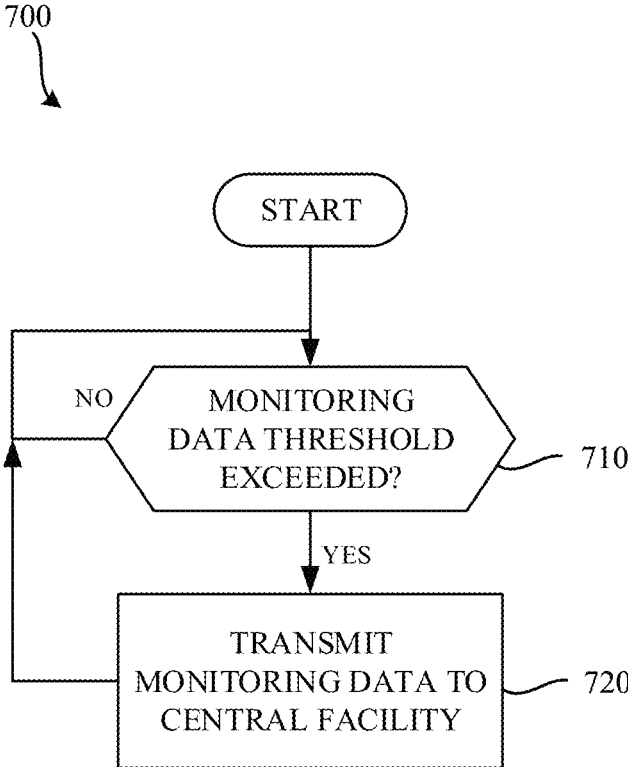 700
START
NO
MONITORING
DATA THRESHOLD
EXCEEDED?
710
YES
TRANSMIT
MONITORING DATA TO
CENTRAL FACILITY
720